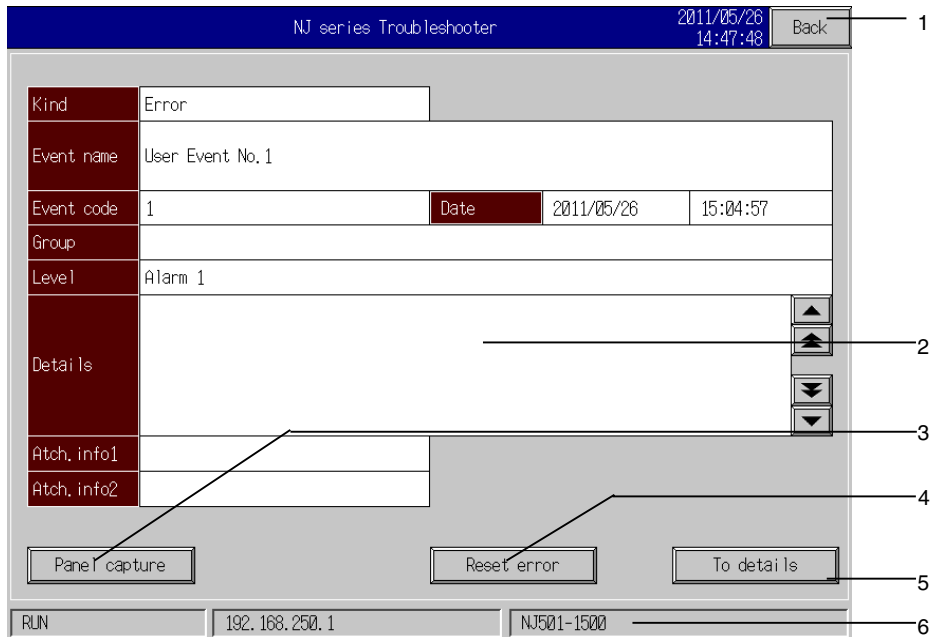 NJ series Troubleshooter
2011/05/26
14:47:48
Back
1
Kind
Error
Event name
User Event No.1
Event code
1
Date
2011/05/26
15:04:57
Group
Level
Alarm 1
Details
2
3
Atch.info1
Atch.info2
4
Panel capture
Reset error
To details
5
RUN
192.168.250.1
NJ501-1500
6